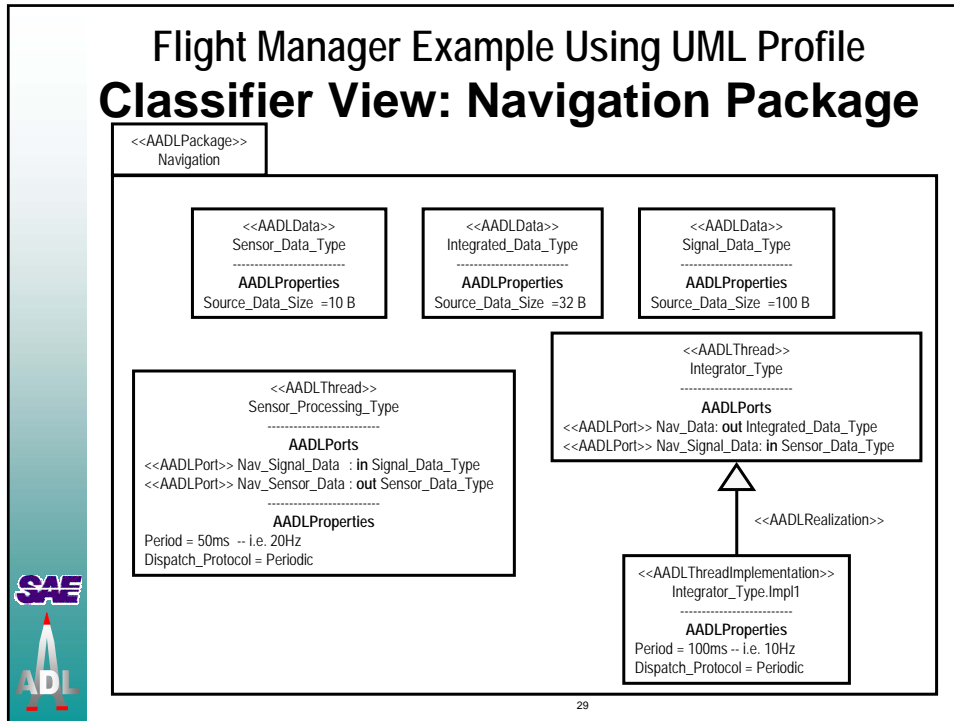 Flight Manager Example Using UML Profile
Classifier View: Navigation Package
<<AADLPackage>>
Navigation
<<AADLData>>
Sensor_Data_Type
--------------------------
AADLProperties
Source_Data_Size =10 B
<<AADLData>>
Integrated_Data_Type
--------------------------
AADLProperties
Source_Data_Size =32 B
<<AADLData>>
Signal_Data_Type
--------------------------
AADLProperties
Source_Data_Size =100 B
<<AADLThread>>
Sensor_Processing_Type
--------------------------
AADLPorts
<<AADLPort>> Nav_Signal_Data : in Signal_Data_Type
<<AADLPort>> Nav_Sensor_Data : out Sensor_Data_Type
--------------------------
AADLProperties
Period = 50ms -- i.e. 20Hz
Dispatch_Protocol = Periodic
<<AADLThread>>
Integrator_Type
--------------------------
AADLPorts
<<AADLPort>> Nav_Data: out Integrated_Data_Type
<<AADLPort>> Nav_Signal_Data: in Sensor_Data_Type
<<AADLRealization>>
<<AADLThreadImplementation>>
Integrator_Type.Impl1
--------------------------
AADLProperties
Period = 100ms -- i.e. 10Hz
Dispatch_Protocol = Periodic
SAE
ADL
29